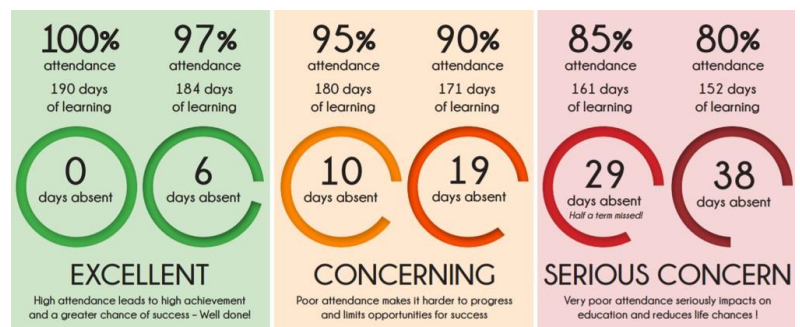 100%
attendance
190 days
of learning
0
days absent
97%
attendance
184 days
of learning
6
days absent
EXCELLENT
High attendance leads to high achievement
and a greater chance of success – Well done!
95%
attendance
180 days
of learning
10
days absent
90%
attendance
171 days
of learning
19
days absent
CONCERNING
Poor attendance makes it harder to progress
and limits opportunities for success
85%
attendance
161 days
of learning
29
days absent
Half a term missed!
80%
attendance
152 days
of learning
38
days absent
SERIOUS CONCERN
Very poor attendance seriously impacts on
education and reduces life chances !